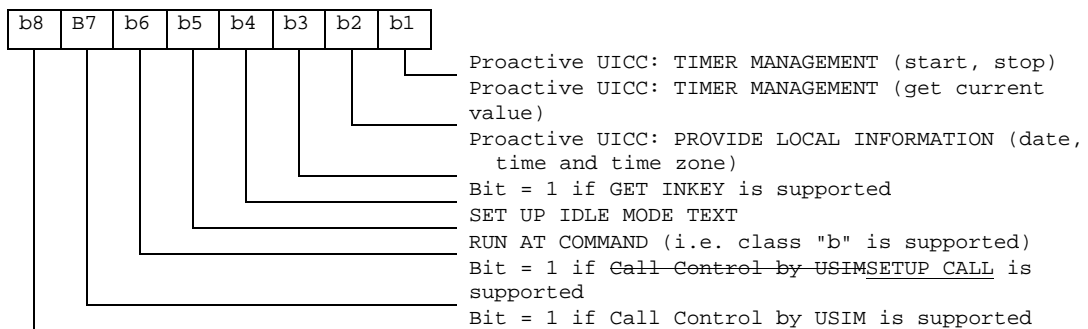 b8 B7 b6 b5 b4 b3 b2 b1
Proactive UICC: TIMER MANAGEMENT (start, stop)
Proactive UICC: TIMER MANAGEMENT (get current
value)
Proactive UICC: PROVIDE LOCAL INFORMATION (date,
time and time zone)
Bit = 1 if GET INKEY is supported
SET UP IDLE MODE TEXT
RUN AT COMMAND (i.e. class "b" is supported)
Bit = 1 if Call Control by USIMSETUP CALL is
supported
Bit = 1 if Call Control by USIM is supported